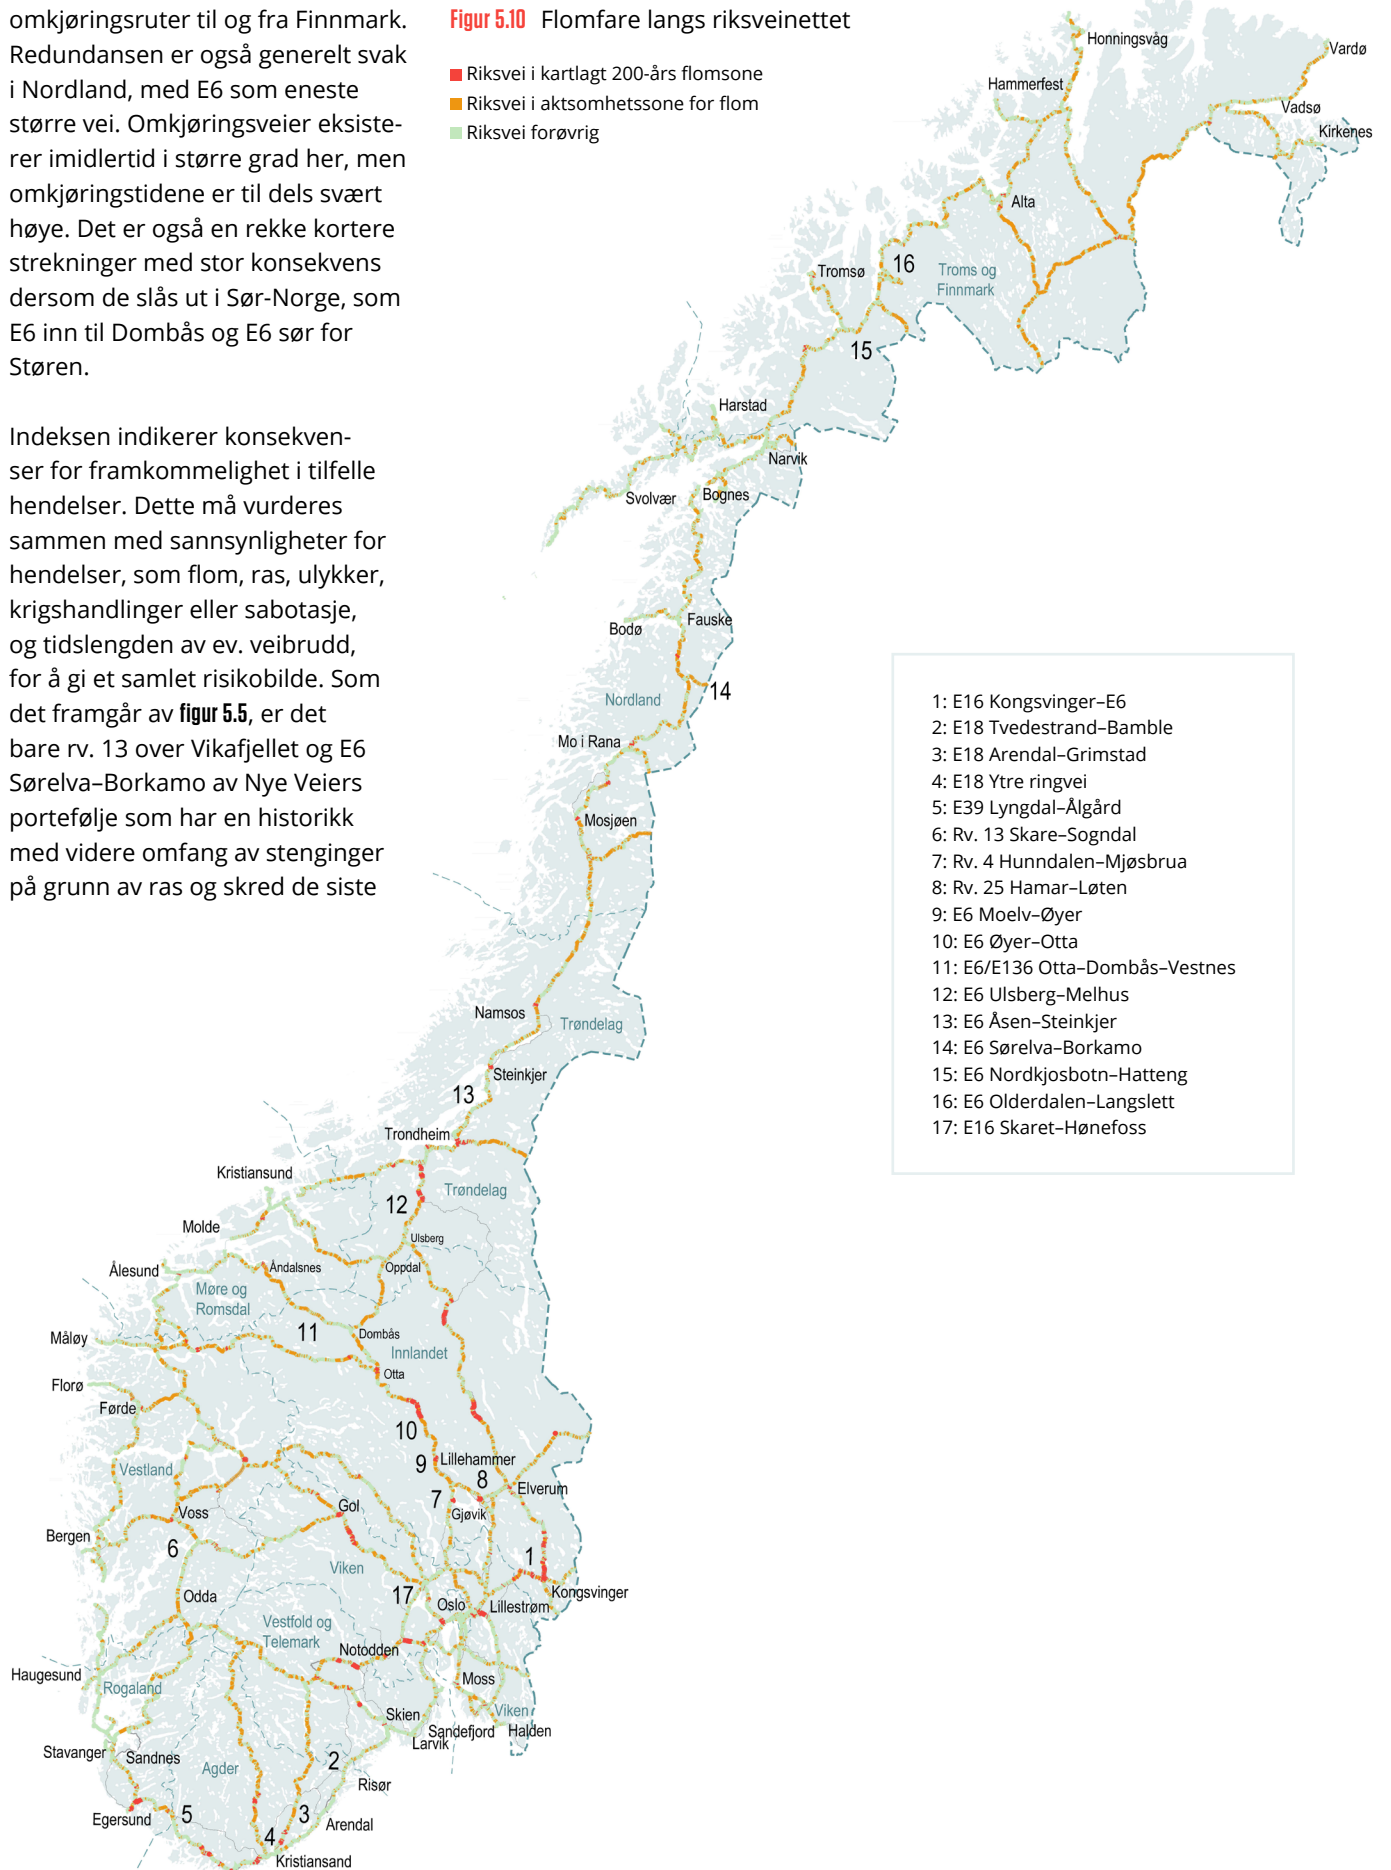 omkjøringsruter til og fra Finnmark.
Redundansen er også generelt svak
i Nordland, med E6 som eneste
større vei. Omkjøringsveier eksiste-
rer imidlertid i større grad her, men
omkjøringstidene er til dels svært
høye. Det er også en rekke kortere
strekninger med stor konsekvens
dersom de slås ut i Sør-Norge, som
E6 inn til Dombås og E6 sør for
Støren.
Indeksen indikerer konsekven-
ser for framkommelighet i tilfelle
hendelser. Dette må vurderes
sammen med sannsynligheter for
hendelser, som flom, ras, ulykker,
krigshandlinger eller sabotasje,
og tidslengden av ev. veibrudd,
for å gi et samlet risikobilde. Som
det framgår av figur 5.5, er det
bare rv. 13 over Vikafjellet og E6
Sørelva–Borkamo av Nye Veiers
portefølje som har en historikk
med videre omfang av stenginger
på grunn av ras og skred de siste
Figur 5.10 Flomfare langs riksveinettet
Riksvei i kartlagt 200-års flomsone
Riksvei i aktsomhetssone for flom
Riksvei forøvrig
Honningsvåg
Vardø
Hammerfest
Vadsø
Kirkenes
Alta
Tromsø
16
Troms og
Finnmark
15
Harstad
Narvik
Svolvær
Bognes
Bodø
Fauske
Nordland
14
Mo i Rana
Mosjøen
Namsos
Trøndelag
Steinkjer
13
Trondheim
Kristiansund
Trøndelag
12
Molde
Ulsberg
Ålesund
Åndalsnes
Oppdal
Møre og
Romsdal
11
Måløy
Dombås
Innlandet
Otta
Florø
Førde
10
9
Lillehammer
Vestland
8
Elverum
7
Gol
Gjøvik
Voss
Bergen
6
1
Viken
Kongsvinger
17
Odda
Oslo
Lillestrøm
Vestfold og
Telemark
Notodden
Haugesund
Moss
Rogaland
Skien
Viken
Sandefjord
Halden
Larvik
Stavanger
Sandnes
2
Agder
Risør
Egersund
5
3
Arendal
4
Kristiansand
1: E16 Kongsvinger–E6
2: E18 Tvedestrand–Bamble
3: E18 Arendal–Grimstad
4: E18 Ytre ringvei
5: E39 Lyngdal–Ålgård
6: Rv. 13 Skare–Sogndal
7: Rv. 4 Hunndalen–Mjøsbrua
8: Rv. 25 Hamar–Løten
9: E6 Moelv–Øyer
10: E6 Øyer–Otta
11: E6/E136 Otta–Dombås–Vestnes
12: E6 Ulsberg–Melhus
13: E6 Åsen–Steinkjer
14: E6 Sørelva–Borkamo
15: E6 Nordkjosbotn–Hatteng
16: E6 Olderdalen–Langslett
17: E16 Skaret–Hønefoss